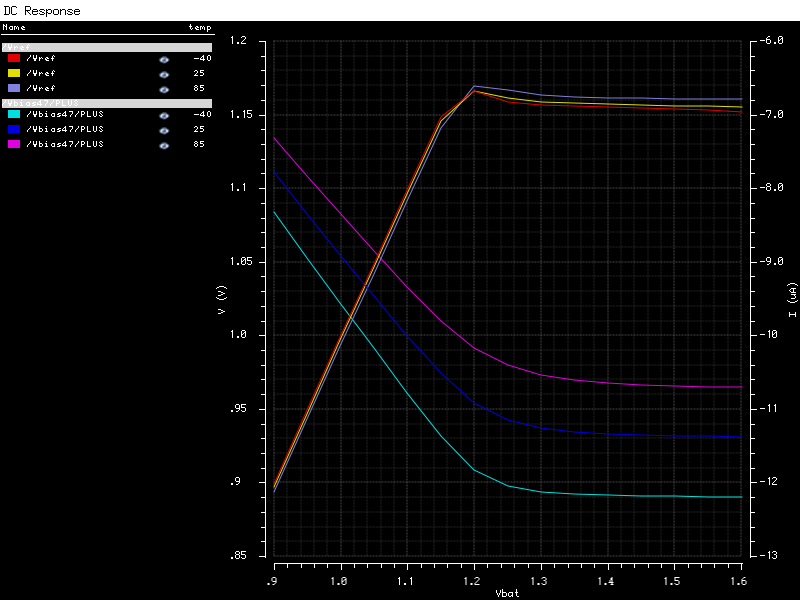 DC Response
Name temp
/Vref
/Vref -40
/Vref 25
/Vref 85
/Vbias47/PLUS
/Vbias47/PLUS -40
/Vbias47/PLUS 25
/Vbias47/PLUS 85
V (V)
1.2
1.15
1.1
1.05
1.0
.95
.9
.85
-6.0
-7.0
-8.0
-9.0
-10
-11
-12
-13
I (uA)
.9 1.0 1.1 1.2 1.3 1.4 1.5 1.6
Vbat